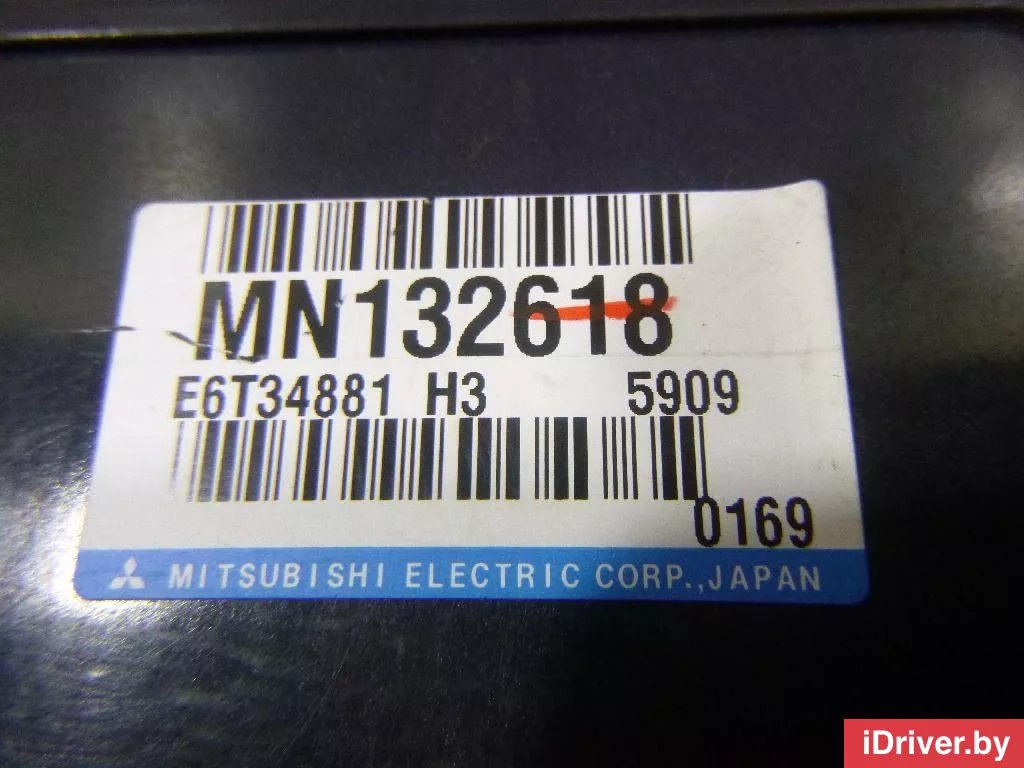 MN132618
E6T34881 H3 5909
0169
MITSUBISHI ELECTRIC CORP.,JAPAN
iDriver.by